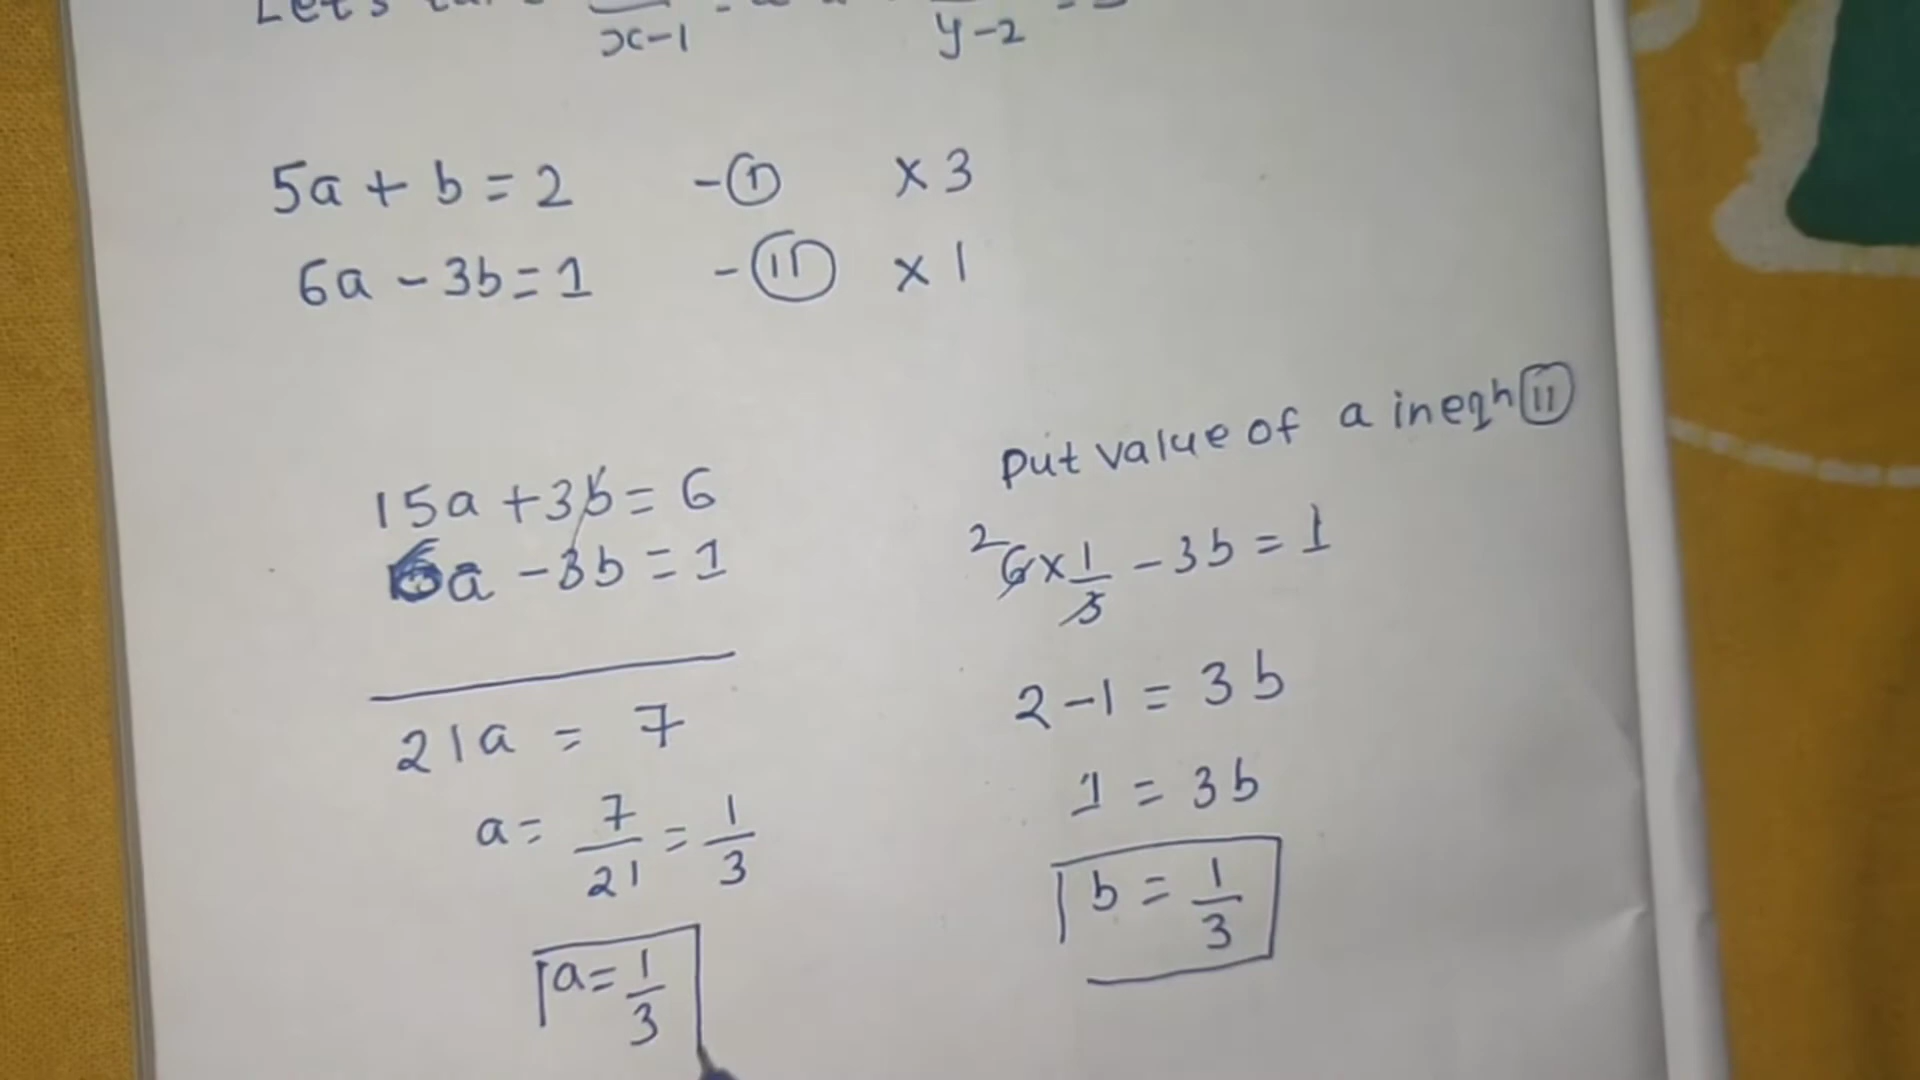 Let's
x-1 y-2
5a + b = 2 -(i) × 3
6a - 3b = 1 -(ii) × 1
15a + 3b = 6
6a - 3b = 1
21a = 7
a = 7/21 = 1/3
a = 1/3
Put value of a in eqn (ii)
2 6 × 1/3 - 3b = 1
2 - 1 = 3b
1 = 3b
b = 1/3